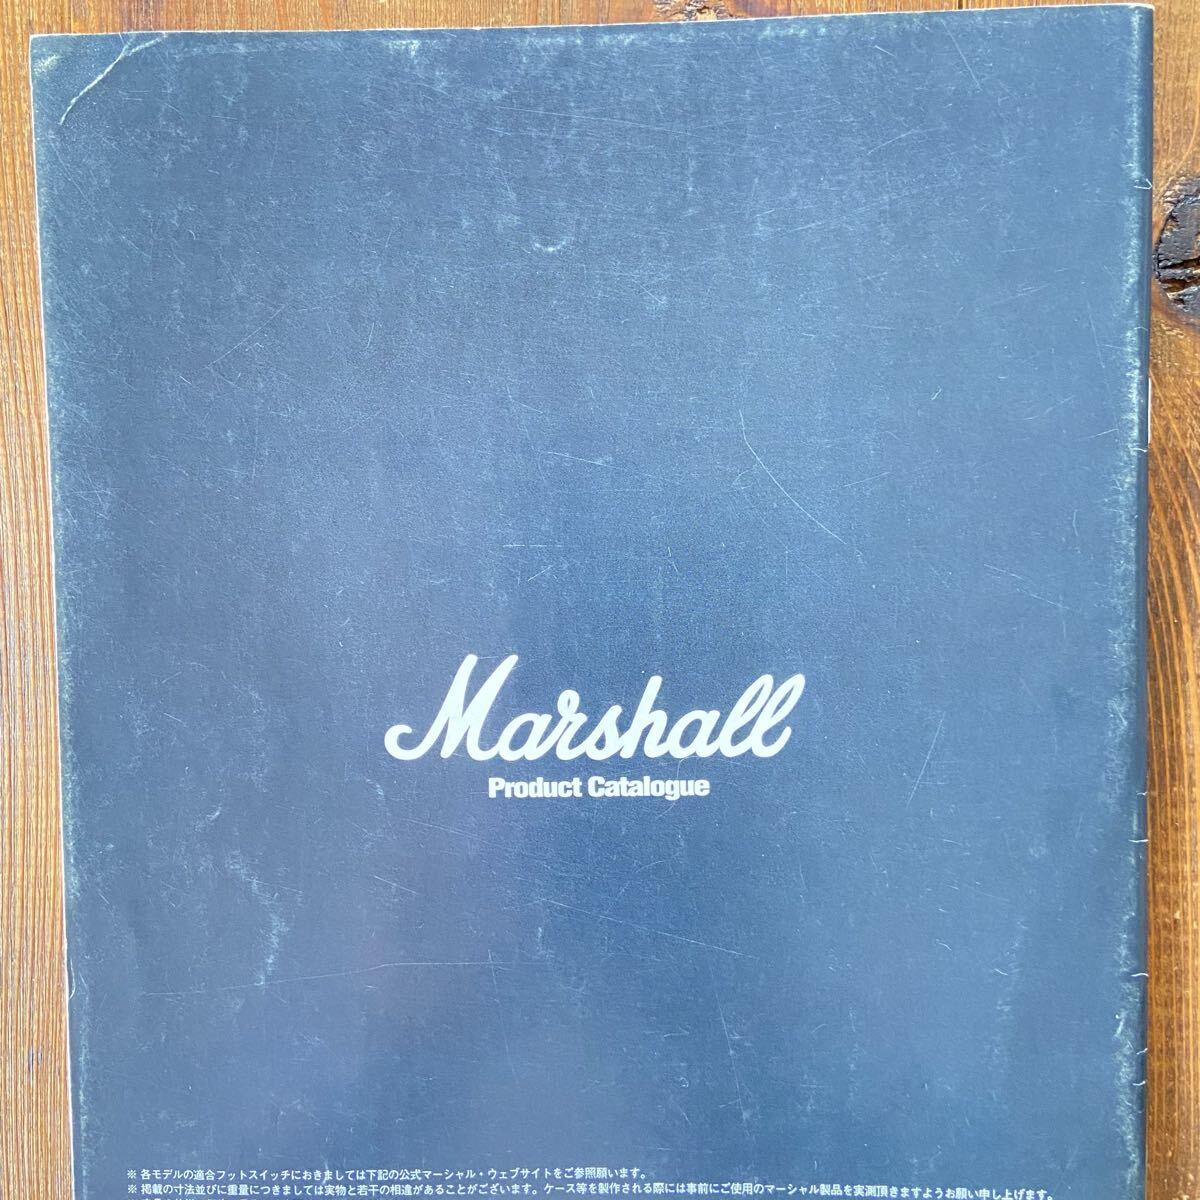 Marshall
Product Catalogue
※ 各モデルの適合フットスイッチにおきましては下記の公式マーシャル・ウェブサイトをご参照願います。
※ 掲載の寸法並びに重量につきましては実物と若干の相違があることがございます。ケース等を製作される際には事前にご使用のマーシャル製品を実測頂きますようお願い申し上げます。